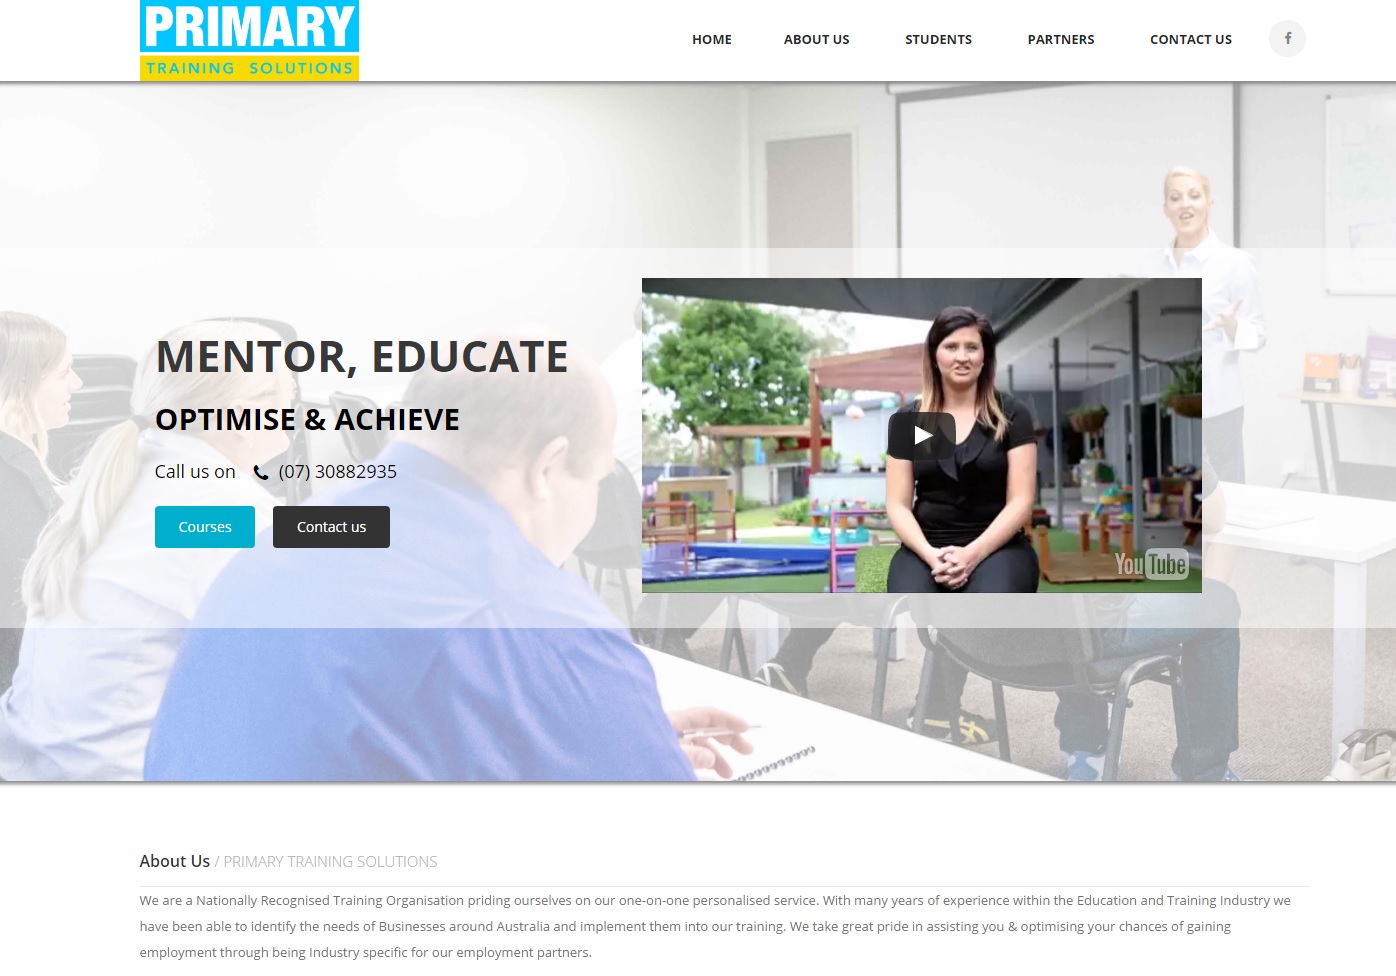 PRIMARY
TRAINING SOLUTIONS
HOME ABOUT US STUDENTS PARTNERS CONTACT US
MENTOR, EDUCATE
OPTIMISE & ACHIEVE
Call us on (07) 30882935
Courses Contact us
YouTube
About Us / PRIMARY TRAINING SOLUTIONS
We are a Nationally Recognised Training Organisation priding ourselves on our one-on-one personalised service. With many years of experience within the Education and Training Industry we
have been able to identify the needs of Businesses around Australia and implement them into our training. We take great pride in assisting you & optimising your chances of gaining
employment through being Industry specific for our employment partners.